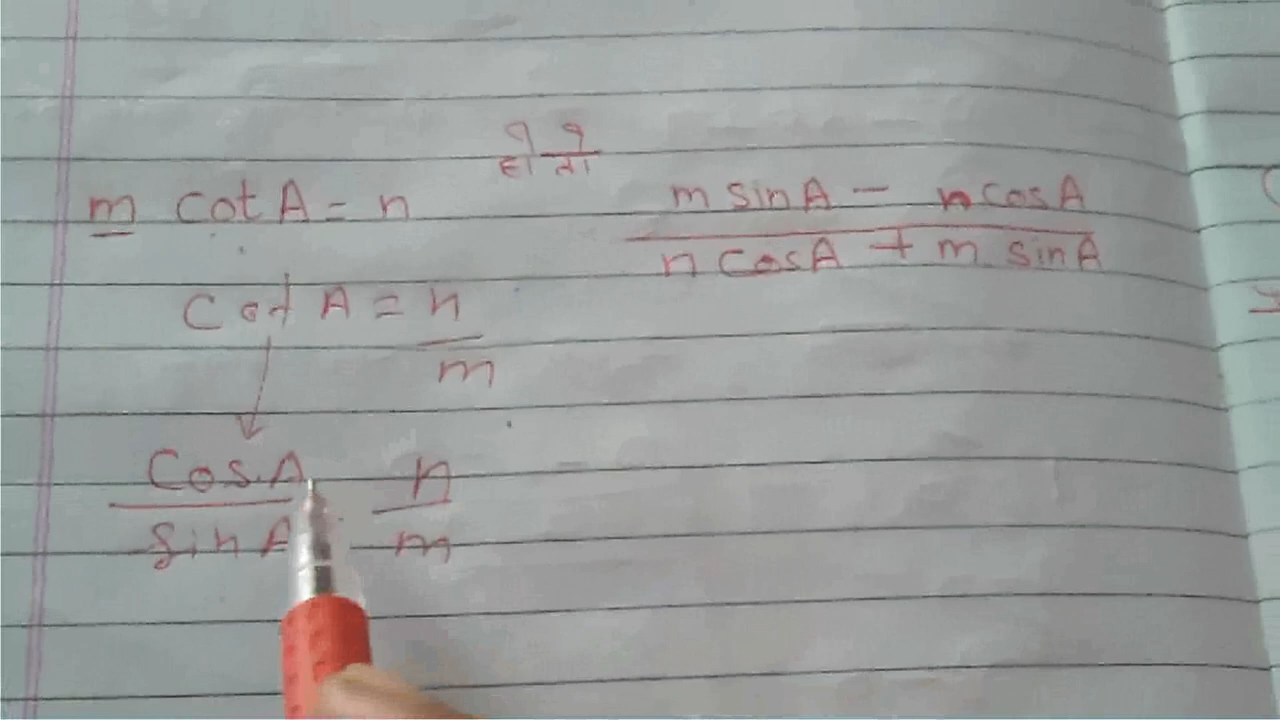 m cot A = n
m sin A − n cos A
n cos A + m sin A
cot A = n
m
Cos A n
Sin A m